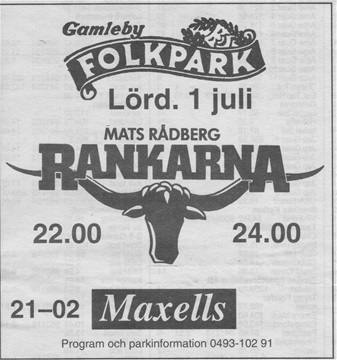 Gamleby
FOLKPARK
Lörd. 1 juli
MATS RÅDBERG
RANKARNA
22.00 24.00
21–02 Maxells
Program och parkinformation 0493-102 91